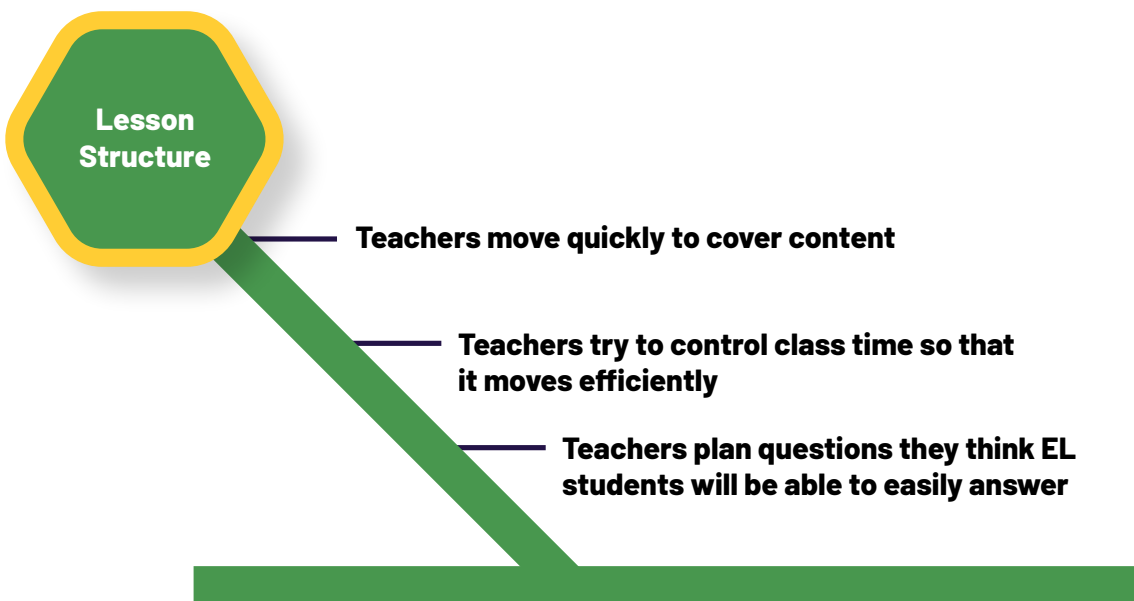 Lesson
Structure
Teachers move quickly to cover content
Teachers try to control class time so that
it moves efficiently
Teachers plan questions they think EL
students will be able to easily answer